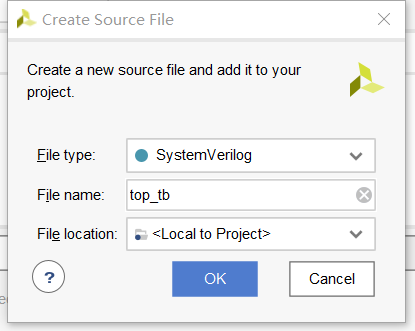 Create Source File
Create a new source file and add it to your
project.
File type:
SystemVerilog
File name:
top_tb
File location:
<Local to Project>
?
OK
Cancel